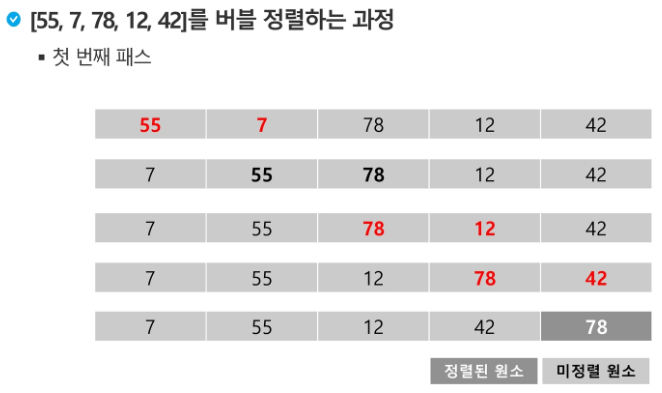 [55, 7, 78, 12, 42]를 버블 정렬하는 과정
▪ 첫 번째 패스
55 7 78 12 42
7 55 78 12 42
7 55 78 12 42
7 55 12 78 42
7 55 12 42 78
정렬된 원소 미정렬 원소